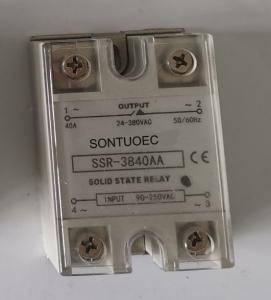 OUTPUT
1 ~ ~ 2
40A 24-380VAC 50/60Hz
SONTUOEC
SSR-3840AA CE
SOLID STATE RELAY
4 ~ INPUT 90-250VAC ~ 3